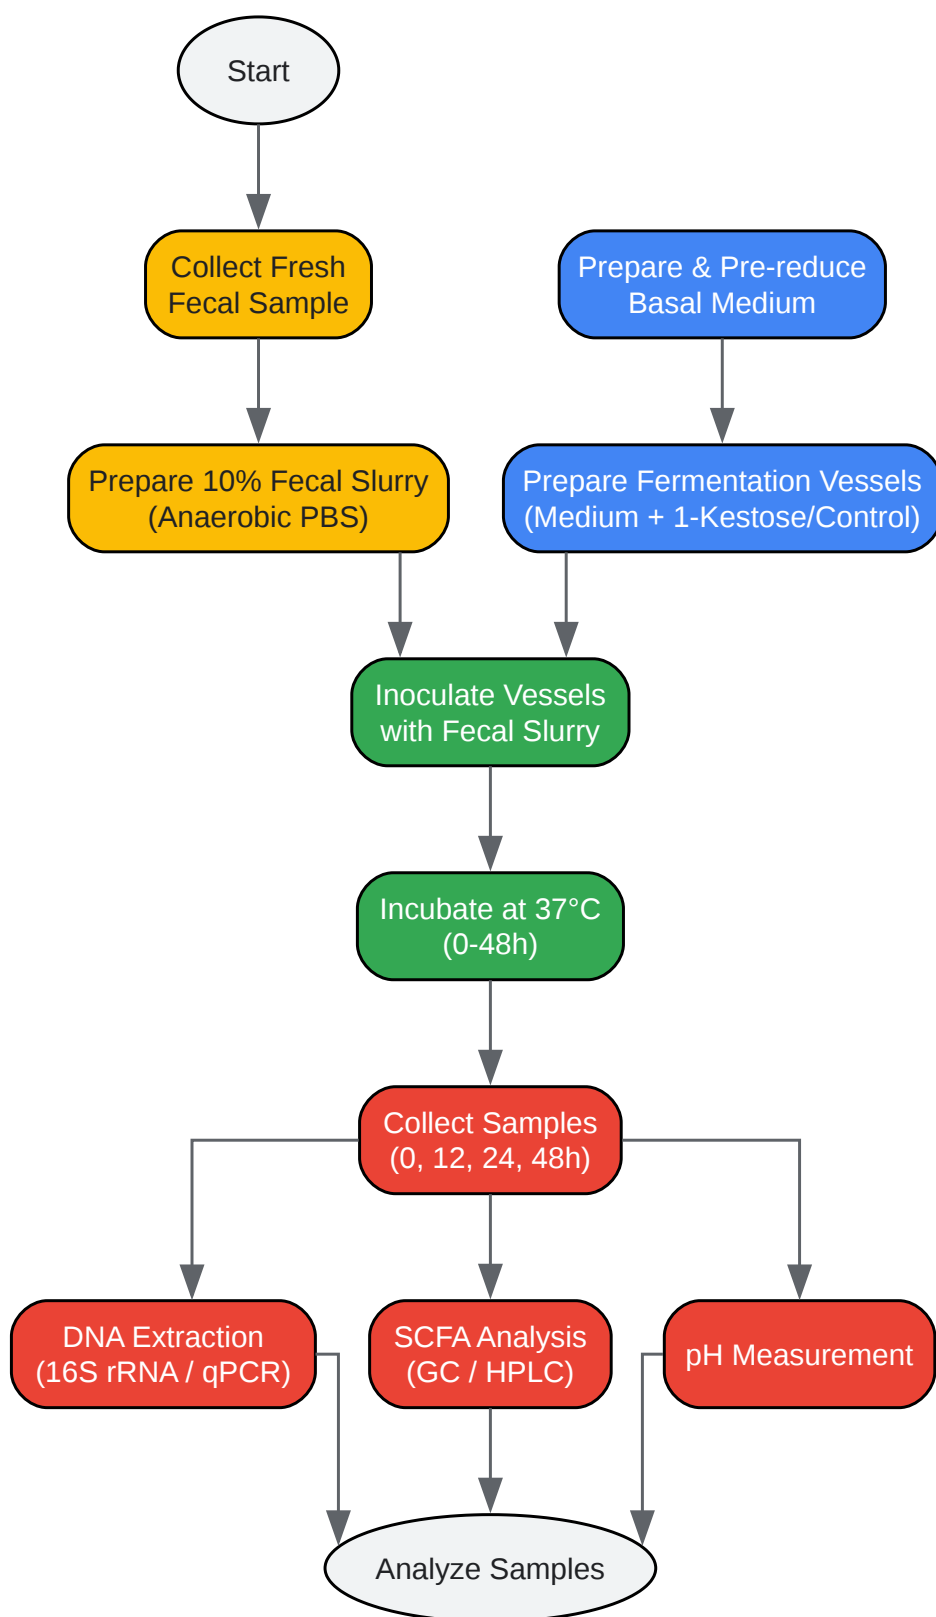 Start
Collect Fresh
Fecal Sample
Prepare & Pre-reduce
Basal Medium
Prepare 10% Fecal Slurry
(Anaerobic PBS)
Prepare Fermentation Vessels
(Medium + 1-Kestose/Control)
Inoculate Vessels
with Fecal Slurry
Incubate at 37°C
(0-48h)
Collect Samples
(0, 12, 24, 48h)
DNA Extraction
(16S rRNA / qPCR)
SCFA Analysis
(GC / HPLC)
pH Measurement
Analyze Samples